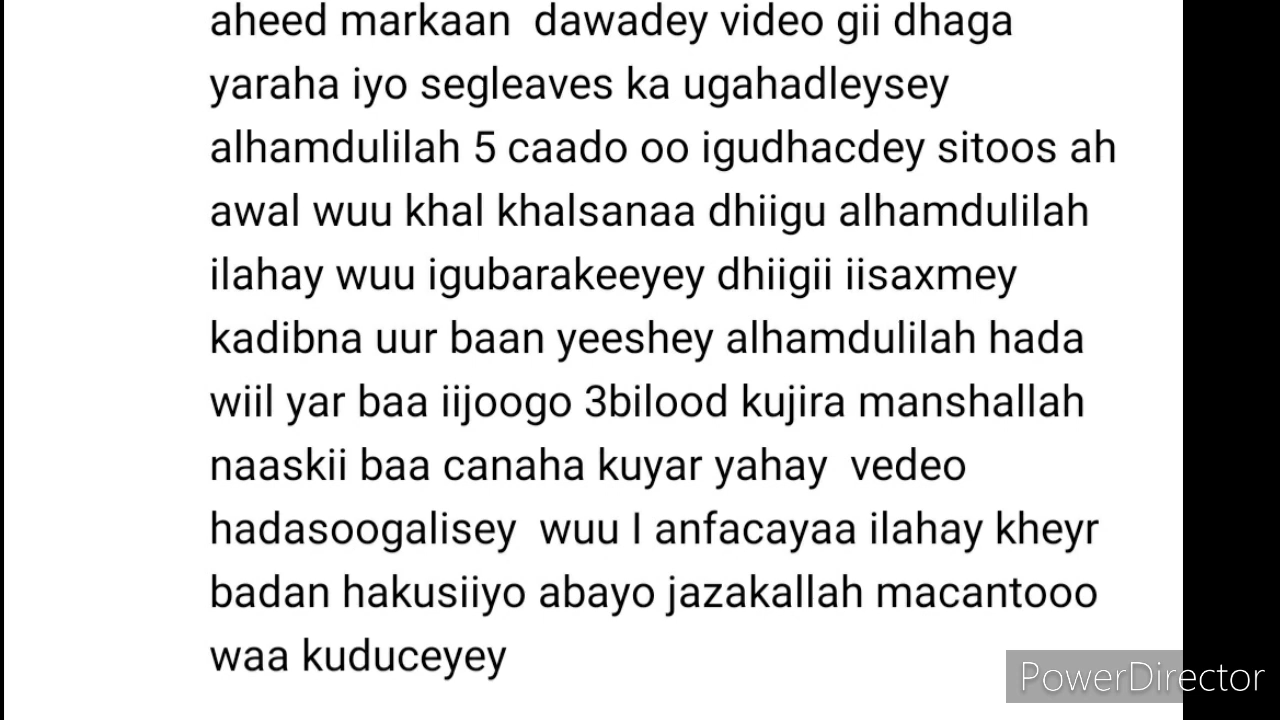 aheed markaan  dawadey video gii dhaga
yaraha iyo segleaves ka ugahadleysey
alhamdulilah 5 caado oo igudhacdey sitoos ah
awal wuu khal khalsanaa dhiigu alhamdulilah
ilahay wuu igubarakeeyey dhiigii iisaxmey
kadibna uur baan yeeshey alhamdulilah hada
wiil yar baa iijoogo 3bilood kujira manshallah
naaskii baa canaha kuyar yahay  vedeo
hadasoogalisey  wuu I anfacayaa ilahay kheyr
badan hakusiiyo abayo jazakallah macantooo
waa kuduceyey
PowerDirector